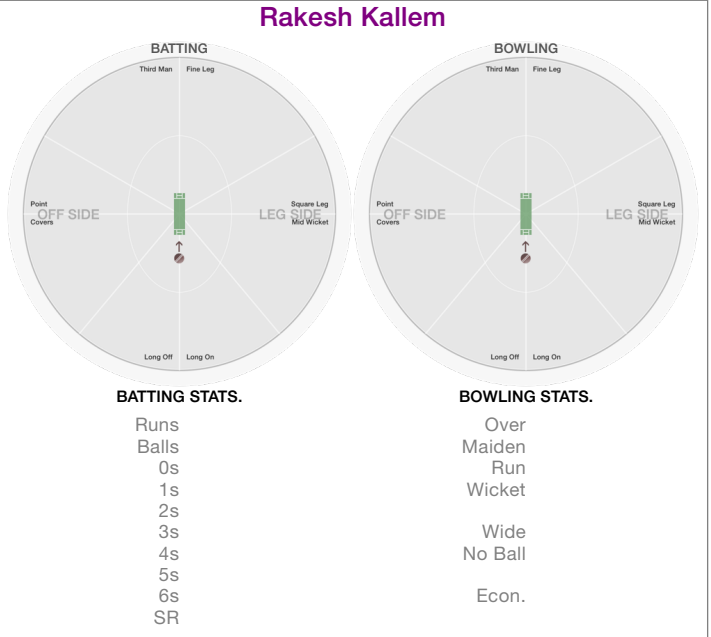 Rakesh Kallem
BATTING
Third Man Fine Leg
Point
OFF SIDE
Covers
Square Leg
LEG SIDE
Mid Wicket
Long Off Long On
BOWLING
Third Man Fine Leg
Point
OFF SIDE
Covers
Square Leg
LEG SIDE
Mid Wicket
Long Off Long On
BATTING STATS.
Runs
Balls
0s
1s
2s
3s
4s
5s
6s
SR
BOWLING STATS.
Over
Maiden
Run
Wicket
Wide
No Ball
Econ.